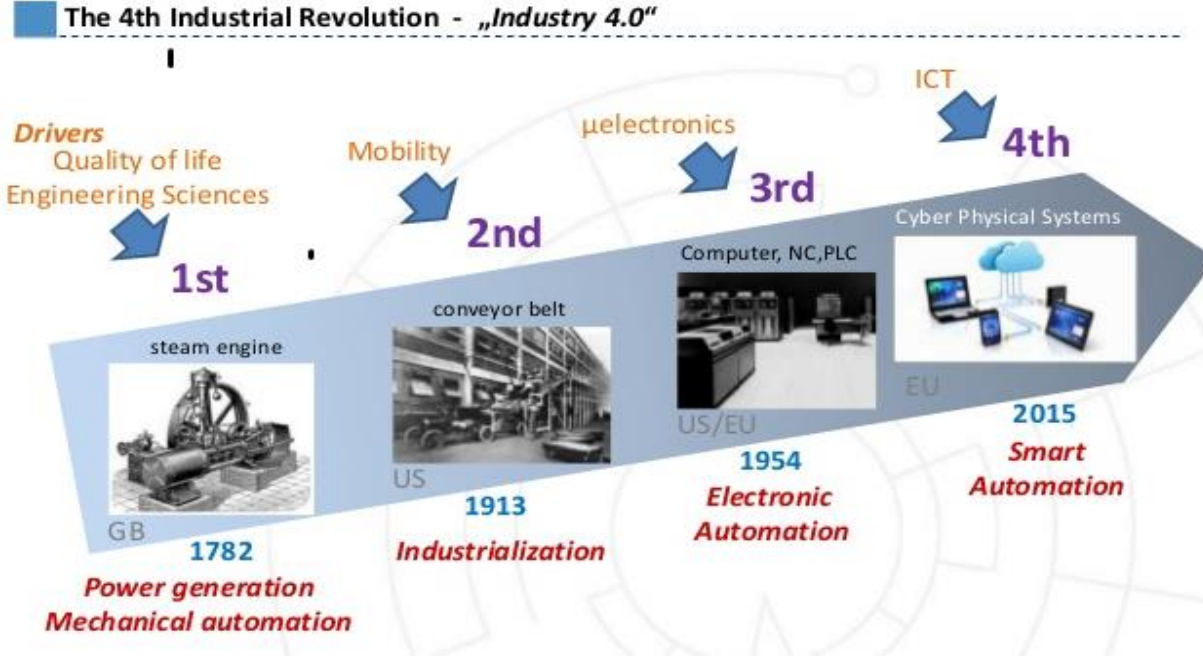 The 4th Industrial Revolution - „Industry 4.0“
Drivers
Quality of life
Engineering Sciences
1st
steam engine
GB
1782
Power generation
Mechanical automation
Mobility
2nd
conveyor belt
US
1913
Industrialization
µelectronics
3rd
Computer, NC,PLC
US/EU
1954
Electronic
Automation
ICT
4th
Cyber Physical Systems
EU
2015
Smart
Automation